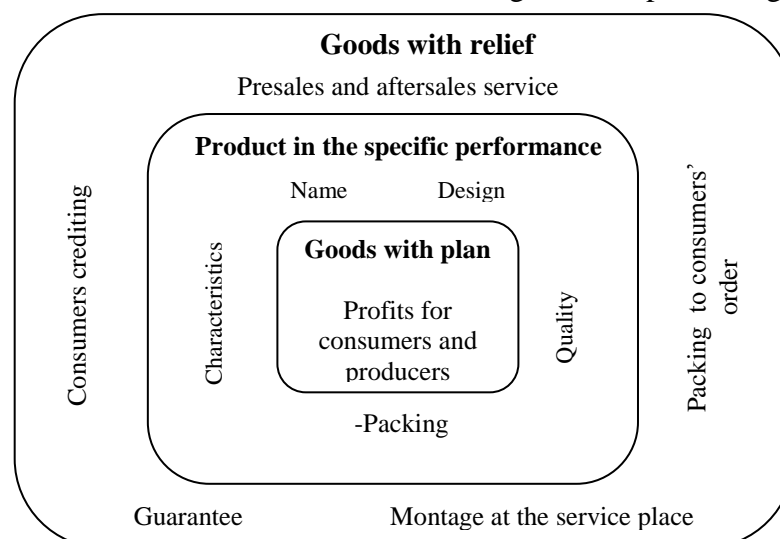 Goods with relief
Presales and aftersales service
Product in the specific performance
Name Design
Consumers crediting
Characteristics
Goods with plan
Profits for
consumers and
producers
Quality
Packing to consumers'
order
-Packing
Guarantee Montage at the service place